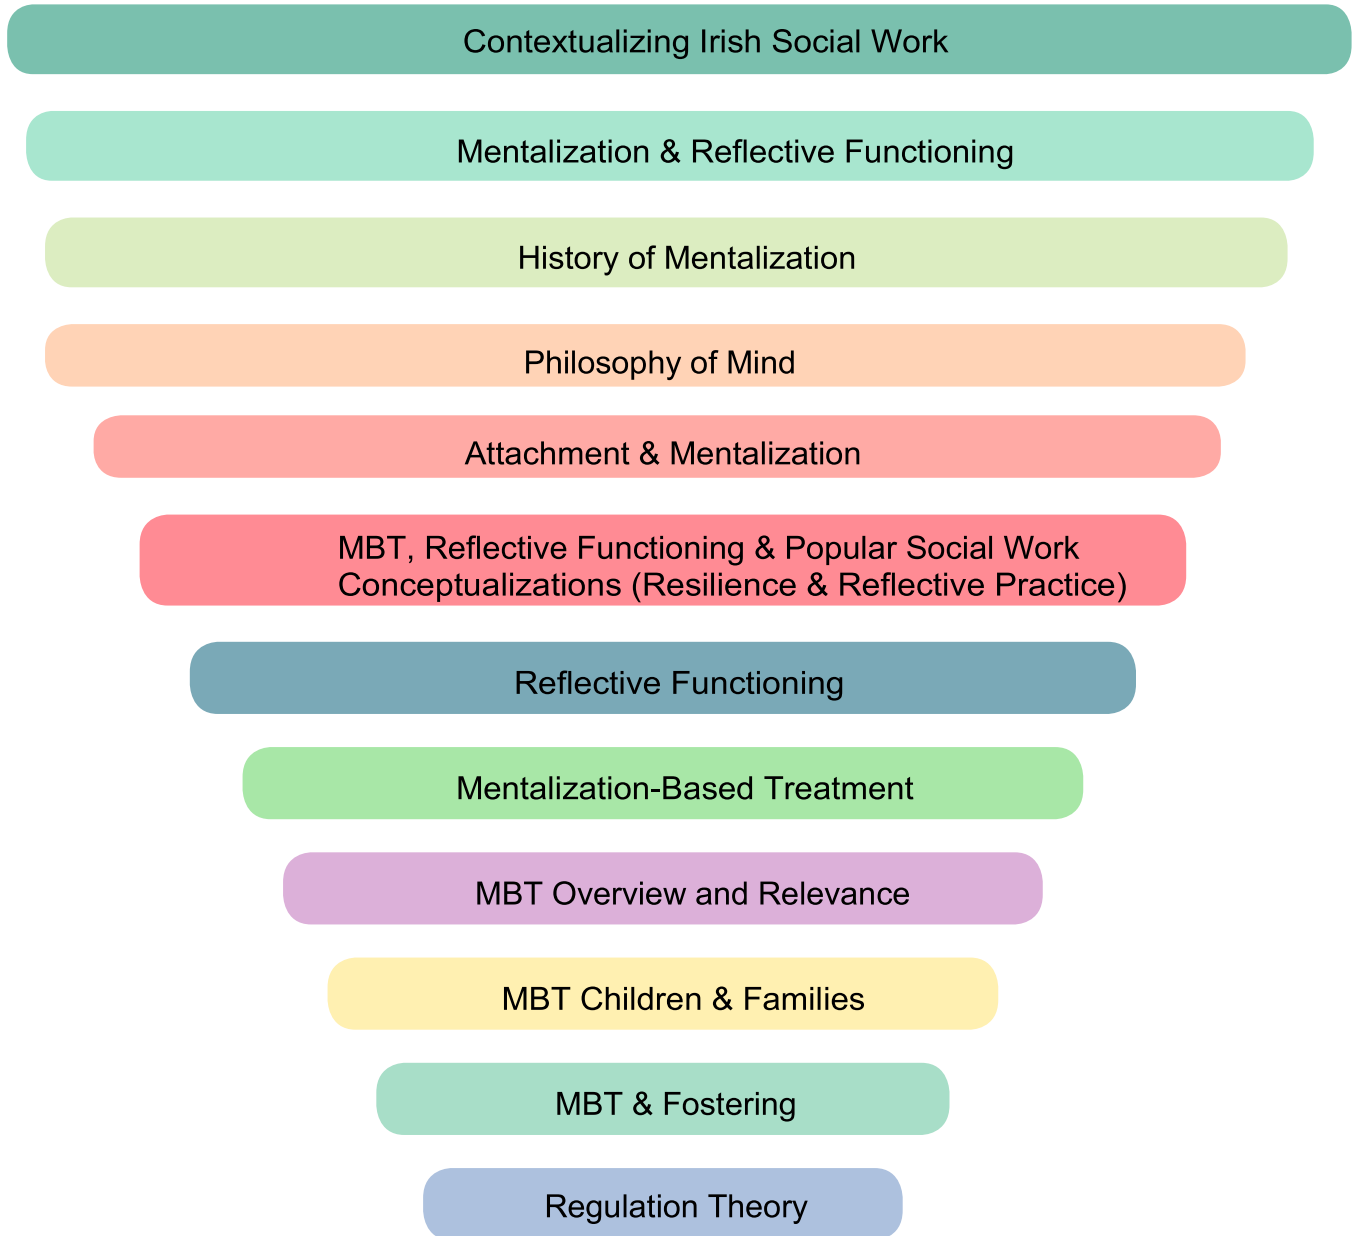 Contextualizing Irish Social Work
Mentalization & Reflective Functioning
History of Mentalization
Philosophy of Mind
Attachment & Mentalization
MBT, Reflective Functioning & Popular Social Work
Conceptualizations (Resilience & Reflective Practice)
Reflective Functioning
Mentalization-Based Treatment
MBT Overview and Relevance
MBT Children & Families
MBT & Fostering
Regulation Theory